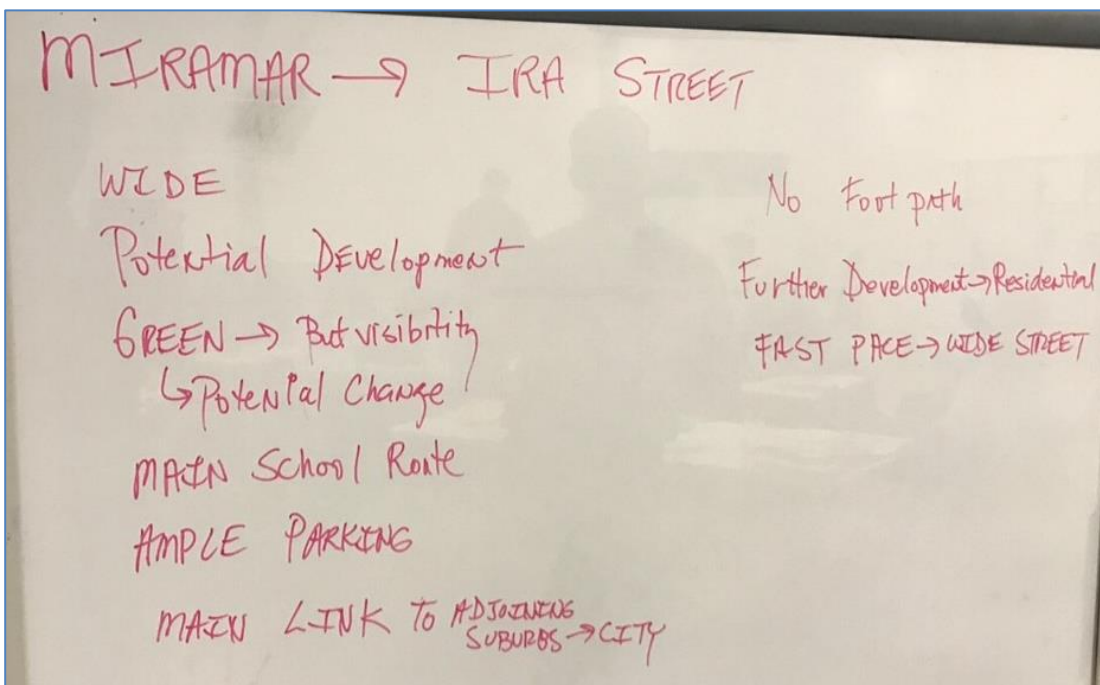 MIRAMAR → IRA STREET
WIDE
Potential Development
GREEN → But visibility
↳ Potenial Change
MAIN School Route
AMPLE PARKING
MAIN LINK TO ADJOINING
SUBURBS → CITY
No Foot path
Further Development → Residential
FAST PACE → WIDE STREET